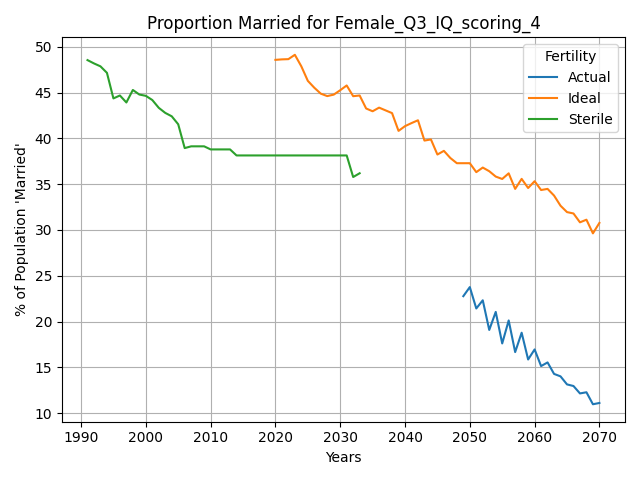 Proportion Married for Female_Q3_IQ_scoring_4
% of Population 'Married'
50
45
40
35
30
25
20
15
10
Fertility
Actual
Ideal
Sterile
1990 2000 2010 2020 2030 2040 2050 2060 2070
Years